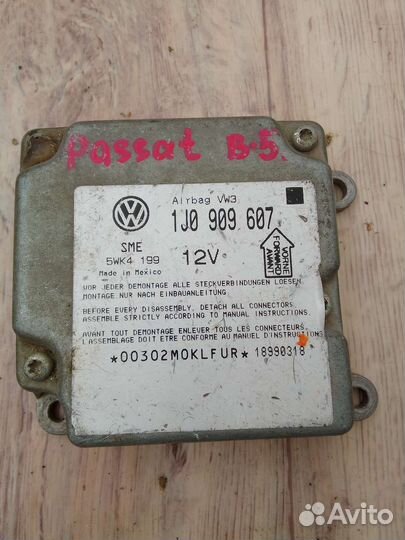 Passat B-5.
Airbag VW3
1J0 909 607
SME
5WK4 199
12V
Made in Mexico
VORNE
FORWARD
AVANT
VOR JEDER DEMONTAGE ALLE STECKVERBINDUNGEN LOESEN.
MONTAGE NUR NACH EINBAUANLEITUNG.
BEFORE EVERY DISASSEMBLY, DETACH ALL CONNECTORS.
ASSEMBLE STRICTLY ACCORDING TO MANUAL INSTRUCTIONS.
AVANT TOUT DEMONTAGE ENLEVER TOUS LES CONNECTEURS.
L'ASSEMBLAGE DOIT ETRE CONFORME AU MANUEL D'INSTRUCTIONS
*00302M0KLFUR* 18990318
Avito